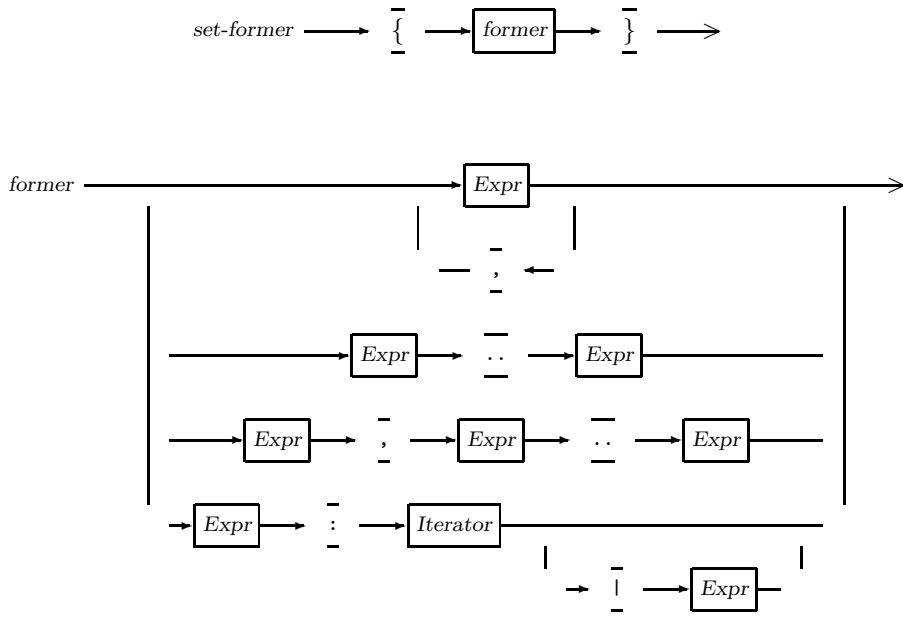 set-former { former }
former Expr
,
Expr .. Expr
Expr , Expr .. Expr
Expr : Iterator
| Expr